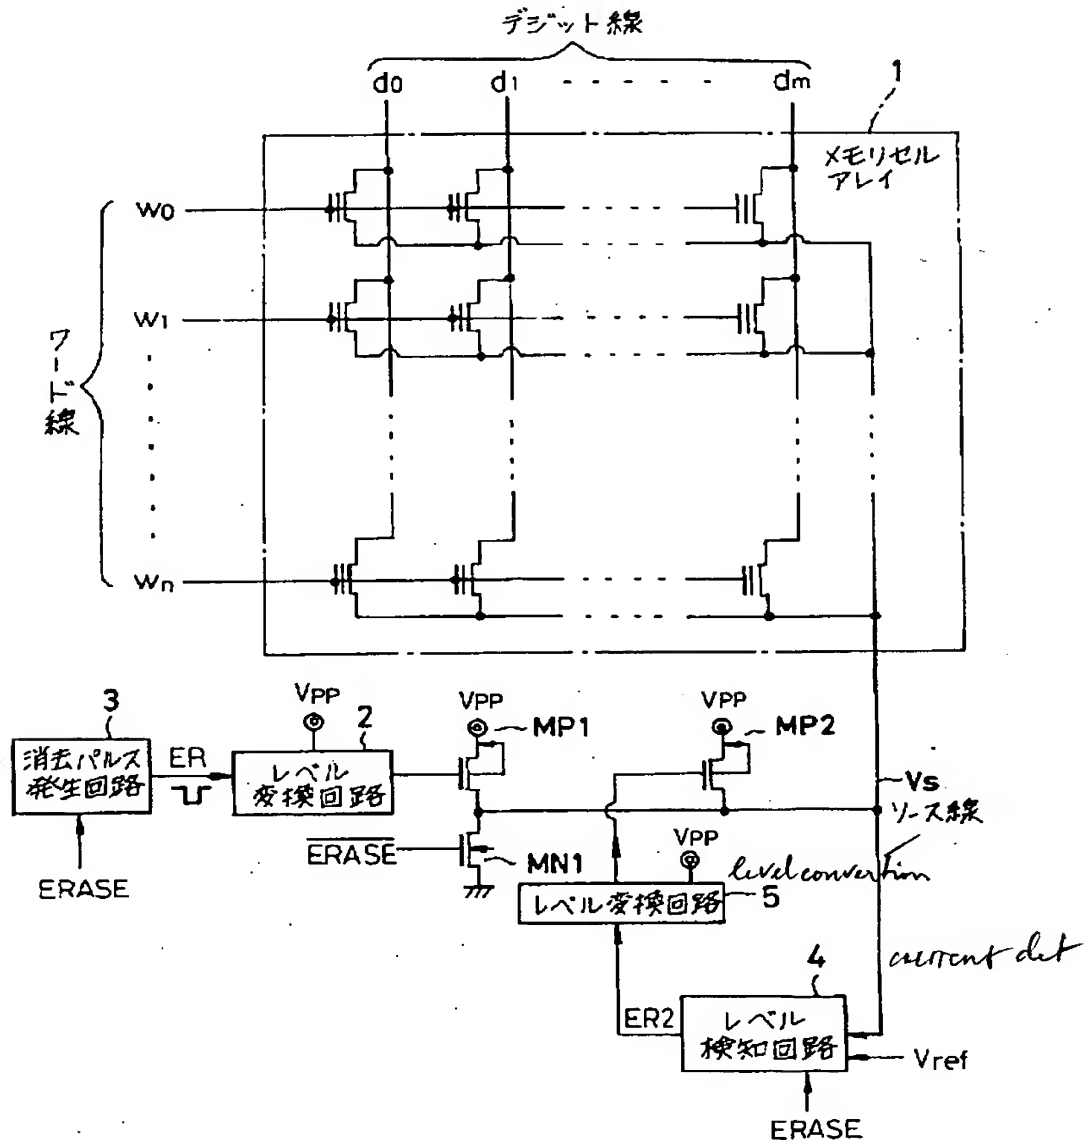 デジット線
d0 d1 dm
1
メモリセル
アレイ
W0
W1
ワード線
Wn
3
消去パルス
発生回路
ERASE
ER
VPP
2
レベル
変換回路
VPP
MP1
ERASE
MN1
VPP
MP2
Vs
ソース線
VPP
level convertion
レベル変換回路
5
current det
4
ER2
レベル
検知回路
Vref
ERASE